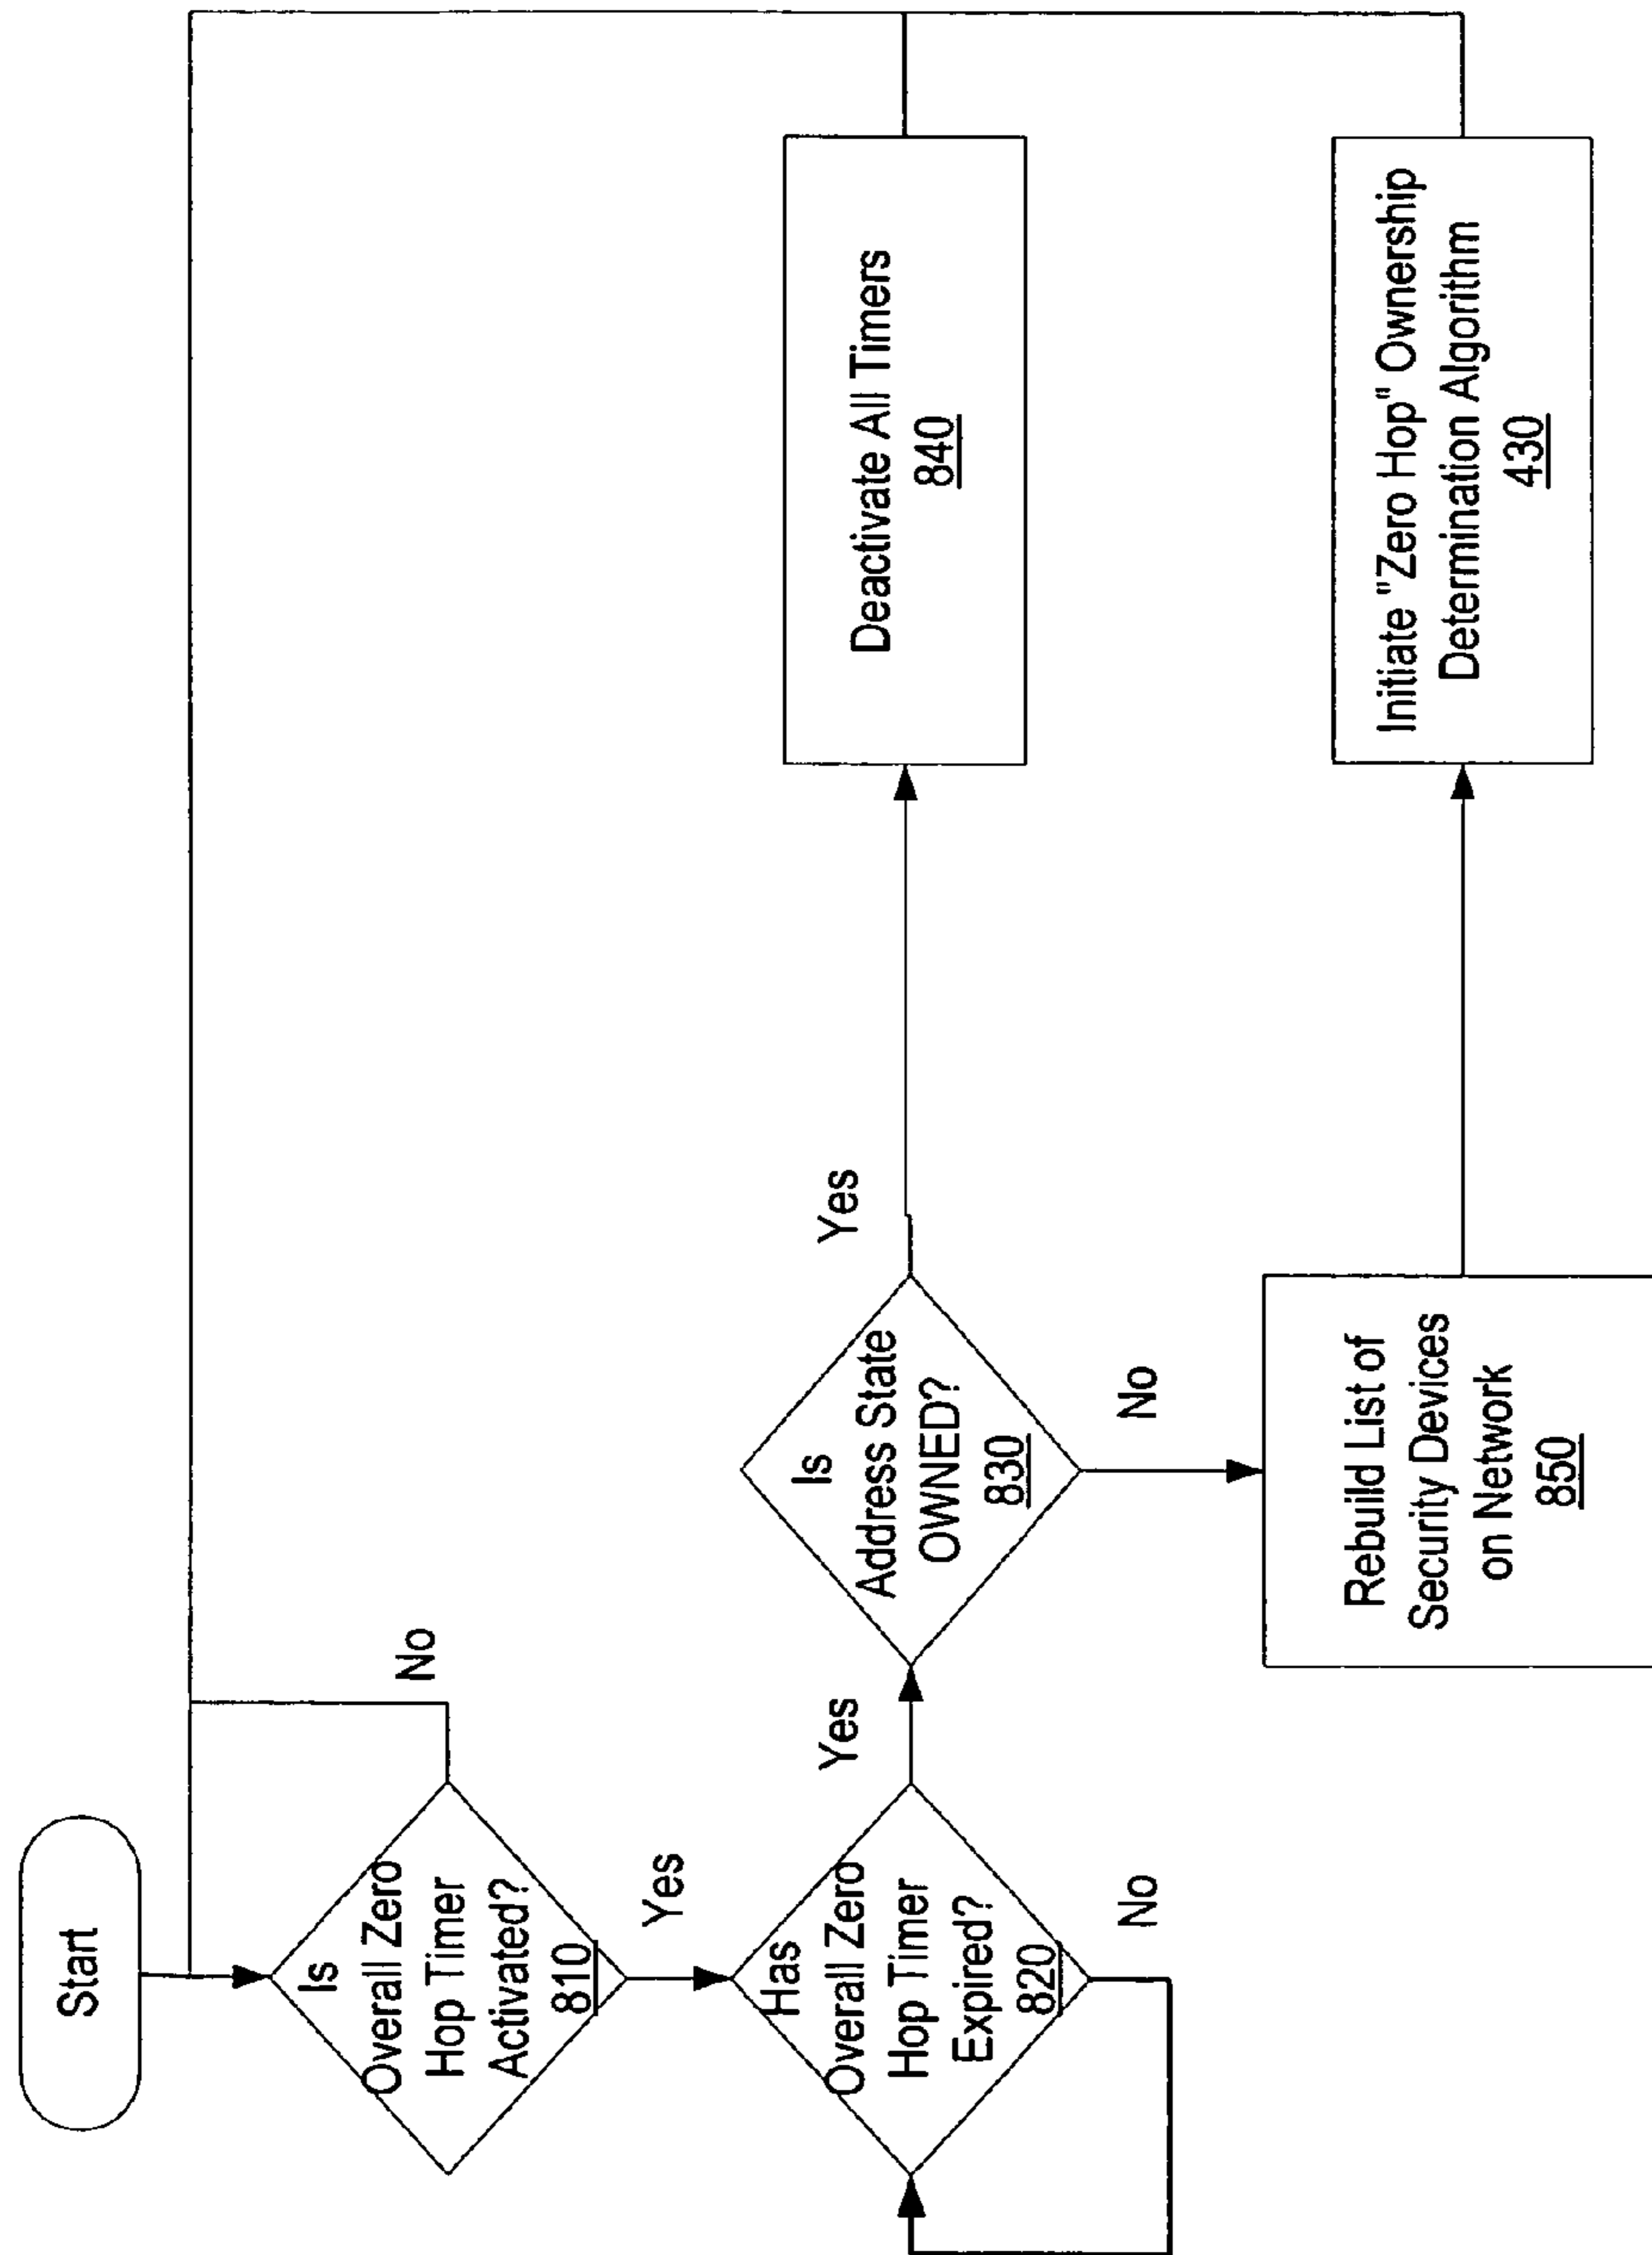 Start
Is
Overall Zero
Hop Timer
Activated?
810
No
Yes
Has
Overall Zero
Hop Timer
Expired?
820
No
Yes
Is
Address State
OWNED?
830
Yes
Deactivate All Timers
840
No
Rebuild List of
Security Devices
on Network
850
Initiate "Zero Hop" Ownership
Determination Algorithm
430